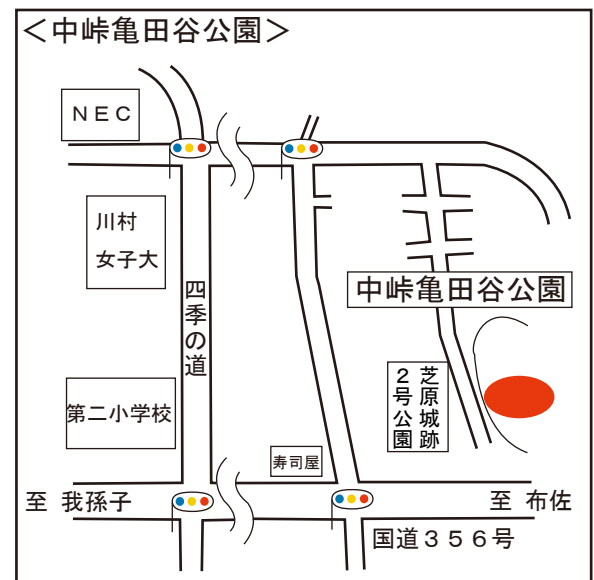 ＜中峠亀田谷公園＞
ＮＥＣ
川村
女子大
四季の道
中峠亀田谷公園
芝原城跡
２号公園
第二小学校
寿司屋
至 我孫子
至 布佐
国道３５６号